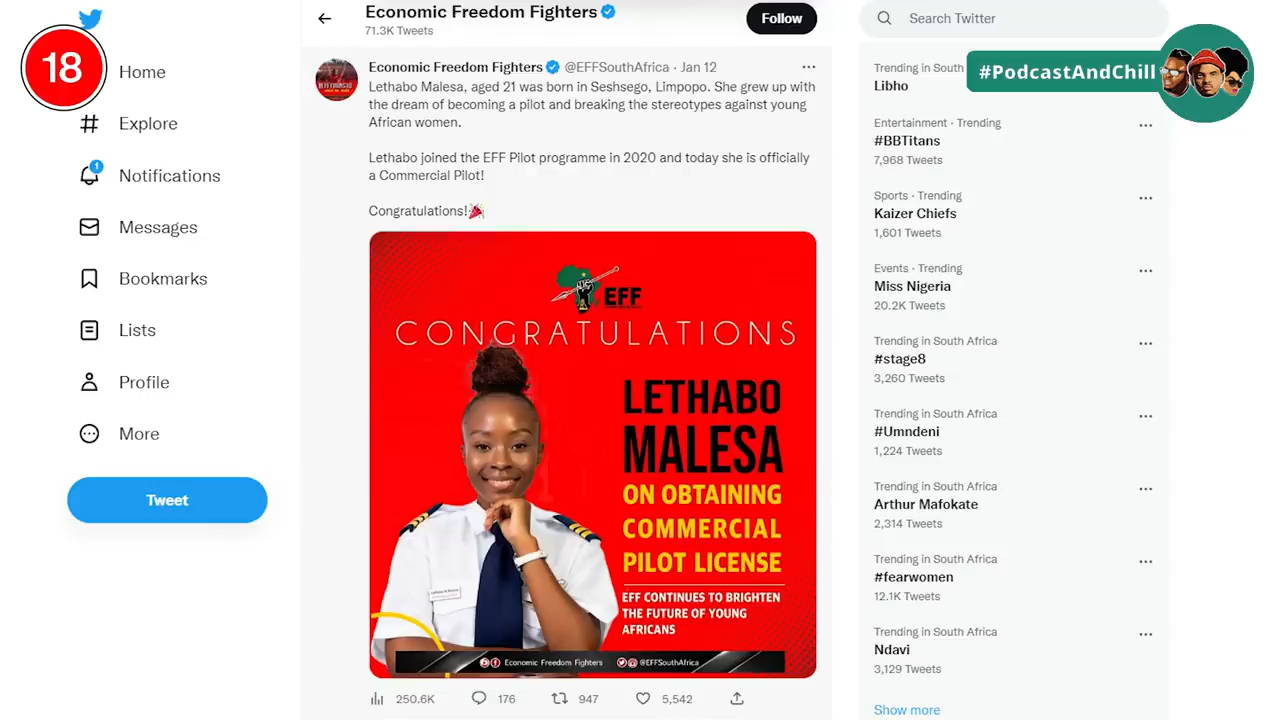 18
Home
Explore
1
Notifications
Messages
Bookmarks
Lists
Profile
More
Tweet
Economic Freedom Fighters
71.3K Tweets
Follow
Economic Freedom Fighters @EFFSouthAfrica · Jan 12
Lethabo Malesa, aged 21 was born in Seshsego, Limpopo. She grew up with
the dream of becoming a pilot and breaking the stereotypes against young
African women.
Lethabo joined the EFF Pilot programme in 2020 and today she is officially
a Commercial Pilot!
Congratulations!🎉
EFF
CONGRATULATIONS
LETHABO
MALESA
ON OBTAINING
COMMERCIAL
PILOT LICENSE
EFF CONTINUES TO BRIGHTEN
THE FUTURE OF YOUNG
AFRICANS
Economic Freedom Fighters @EFFSouthAfrica
250.6K 176 947 5,542
Search Twitter
#PodcastAndChill
Trending in South
Libho
Entertainment · Trending
#BBTitans
7,968 Tweets
Sports · Trending
Kaizer Chiefs
1,601 Tweets
Events · Trending
Miss Nigeria
20.2K Tweets
Trending in South Africa
#stage8
3,260 Tweets
Trending in South Africa
#Umndeni
1,224 Tweets
Trending in South Africa
Arthur Mafokate
2,314 Tweets
Trending in South Africa
#fearwomen
12.1K Tweets
Trending in South Africa
Ndavi
3,129 Tweets
Show more